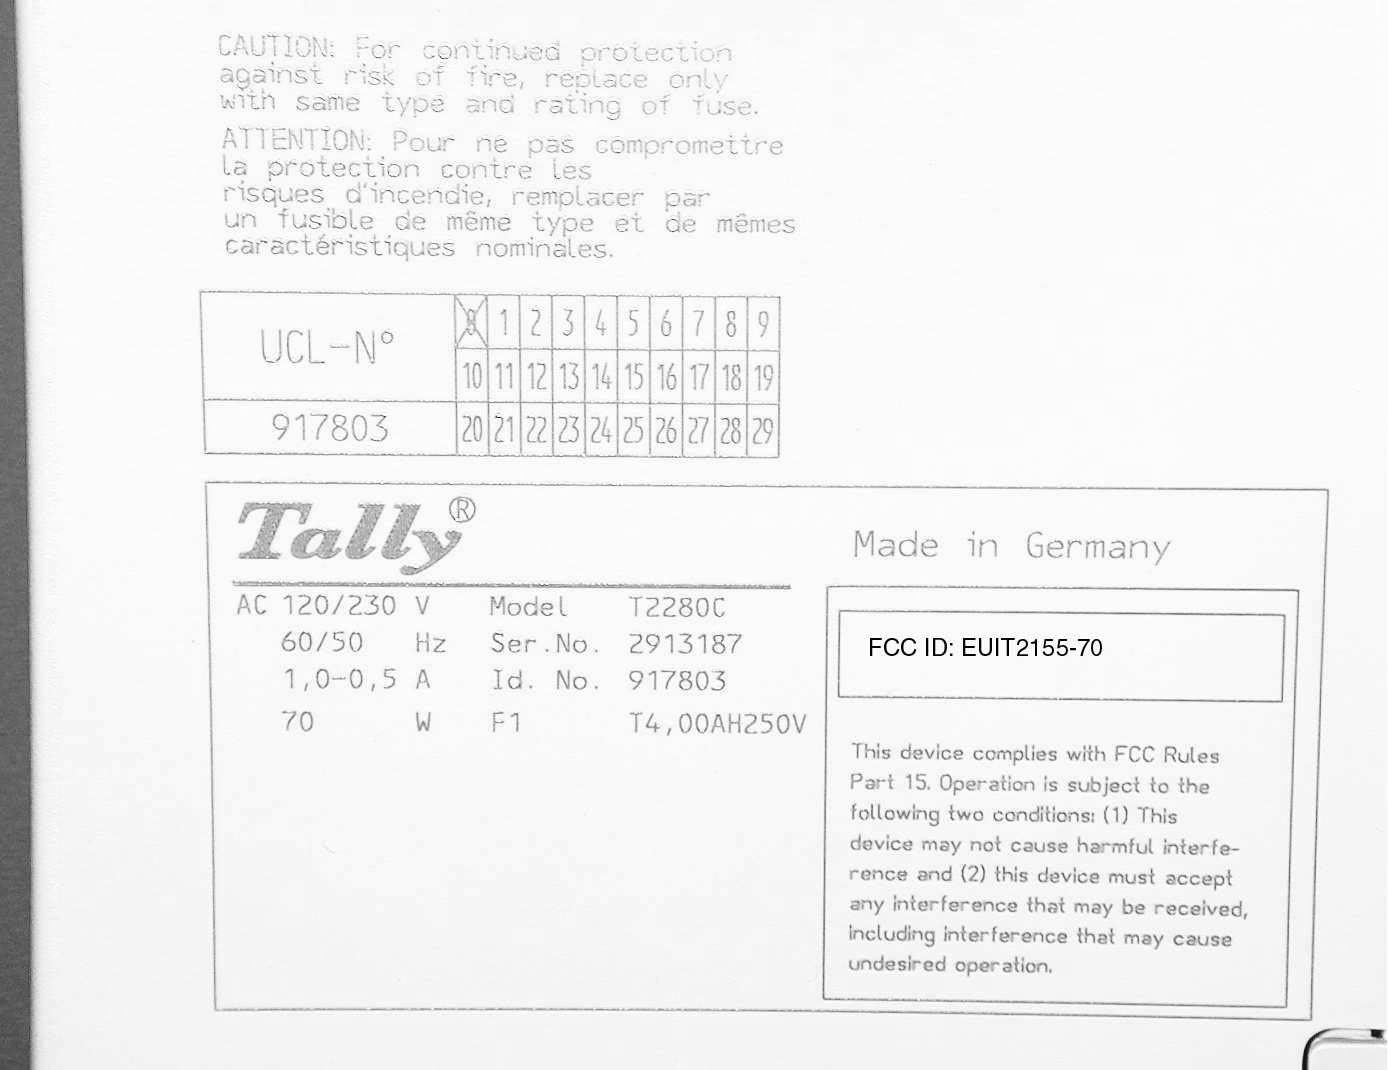 CAUTION: For continued protection
against risk of fire, replace only
with same type and rating of fuse.
ATTENTION: Pour ne pas compromettre
la protection contre les
risques d'incendie, remplacer par
un fusible de même type et de mêmes
caractéristiques nominales.
UCL-N° 0 1 2 3 4 5 6 7 8 9
10 11 12 13 14 15 16 17 18 19
917803 20 21 22 23 24 25 26 27 28 29
Tally®
Made in Germany
AC 120/230 V Model T2280C
60/50 Hz Ser.No. 2913187
1,0-0,5 A Id. No. 917803
70 W F1 T4,00AH250V
FCC ID: EUIT2155-70
This device complies with FCC Rules
Part 15. Operation is subject to the
following two conditions: (1) This
device may not cause harmful interfe-
rence and (2) this device must accept
any interference that may be received,
including interference that may cause
undesired operation.